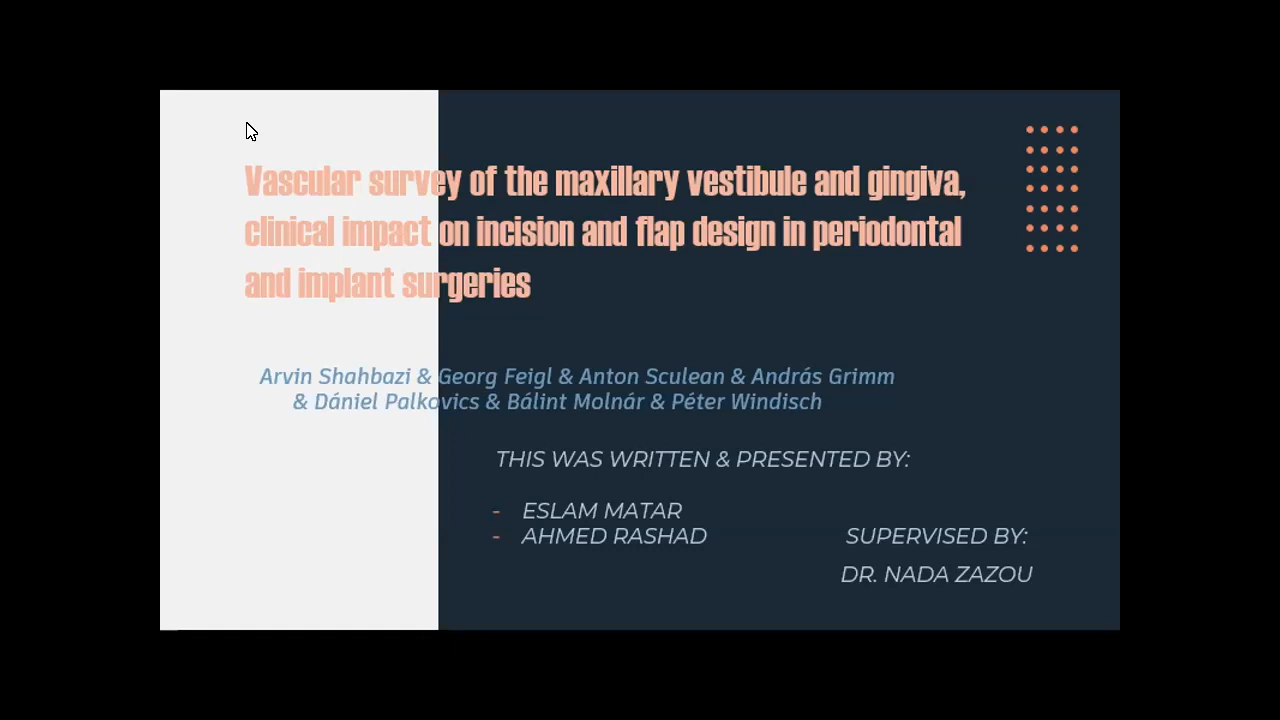 Vascular survey of the maxillary vestibule and gingiva,
clinical impact on incision and flap design in periodontal
and implant surgeries
Arvin Shahbazi & Georg Feigl & Anton Sculean & András Grimm
& Dániel Palkovics & Bálint Molnár & Péter Windisch
THIS WAS WRITTEN & PRESENTED BY:
- ESLAM MATAR
- AHMED RASHAD
SUPERVISED BY:
DR. NADA ZAZOU